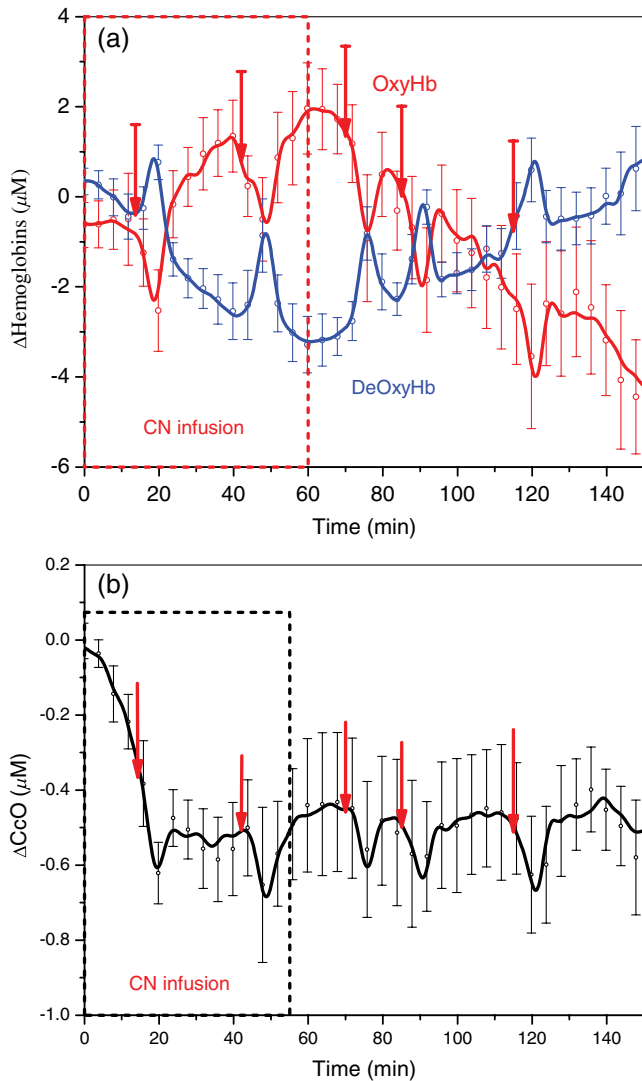 (a)
OxyHb
DeOxyHb
CN infusion
ΔHemoglobins (μM)
4
2
0
-2
-4
-6
0 20 40 60 80 100 120 140
Time (min)
(b)
CN infusion
ΔCcO (μM)
0.2
0.0
-0.2
-0.4
-0.6
-0.8
-1.0
0 20 40 60 80 100 120 140
Time (min)